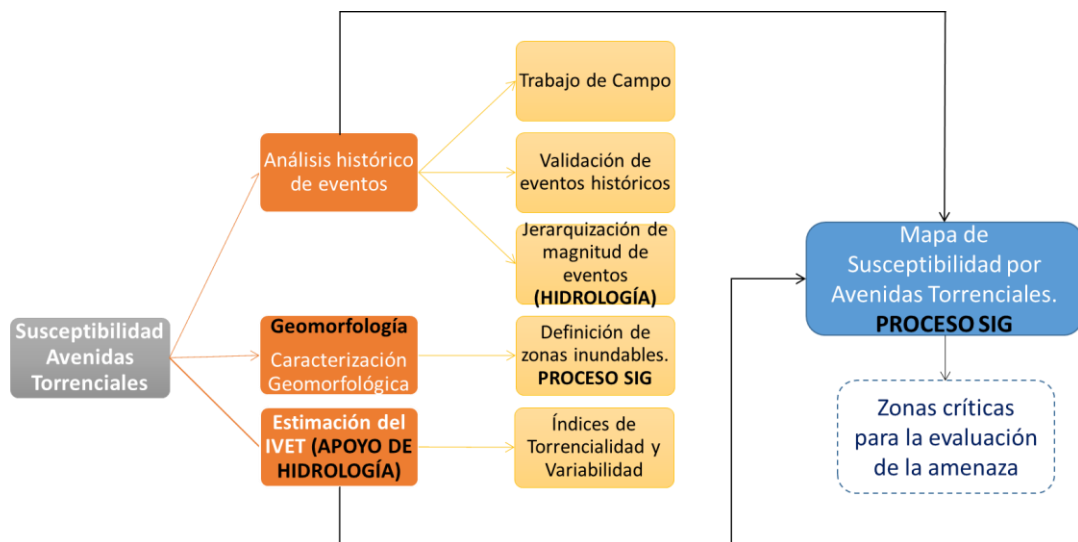 Susceptibilidad
Avenidas
Torrenciales
Análisis histórico
de eventos
Trabajo de Campo
Validación de
eventos históricos
Jerarquización de
magnitud de
eventos
(HIDROLOGÍA)
Geomorfología
Caracterización
Geomorfológica
Definición de
zonas inundables.
PROCESO SIG
Estimación del
IVET (APOYO DE
HIDROLOGÍA)
Índices de
Torrencialidad y
Variabilidad
Mapa de
Susceptibilidad por
Avenidas Torrenciales.
PROCESO SIG
Zonas críticas
para la evaluación
de la amenaza